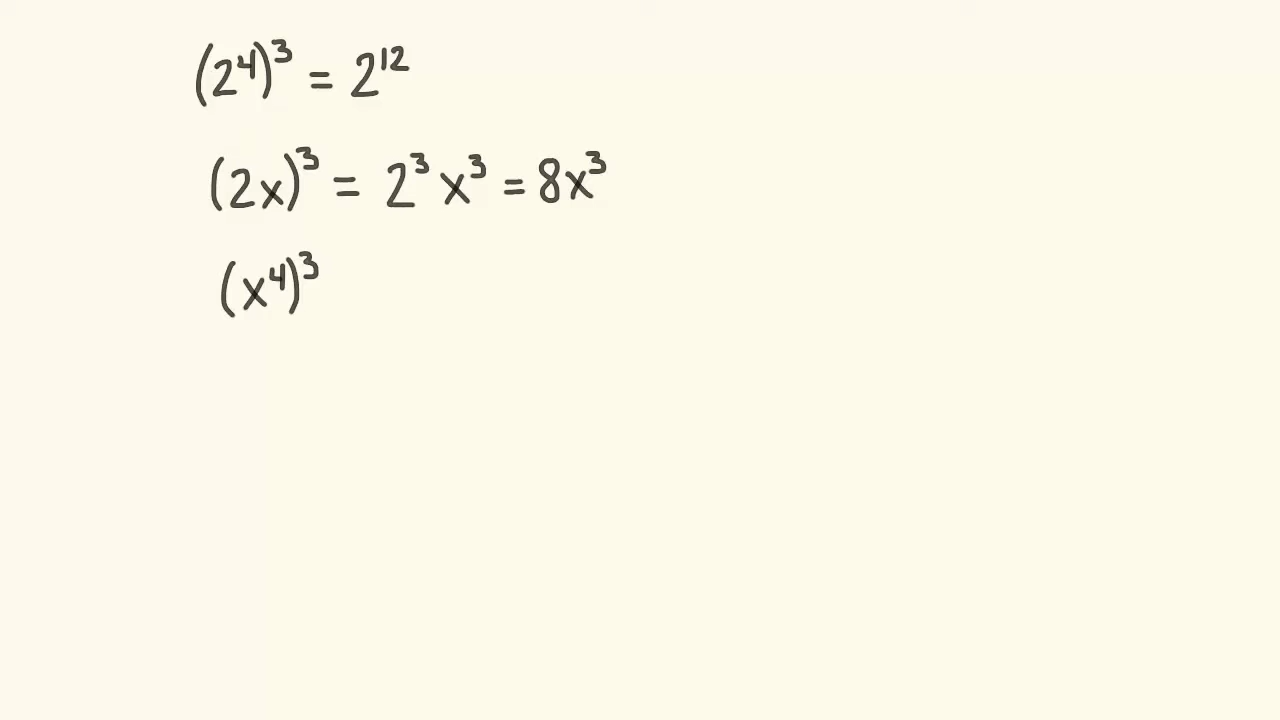 (2⁴)³ = 2¹²
(2x)³ = 2³x³ = 8x³
(x⁴)³